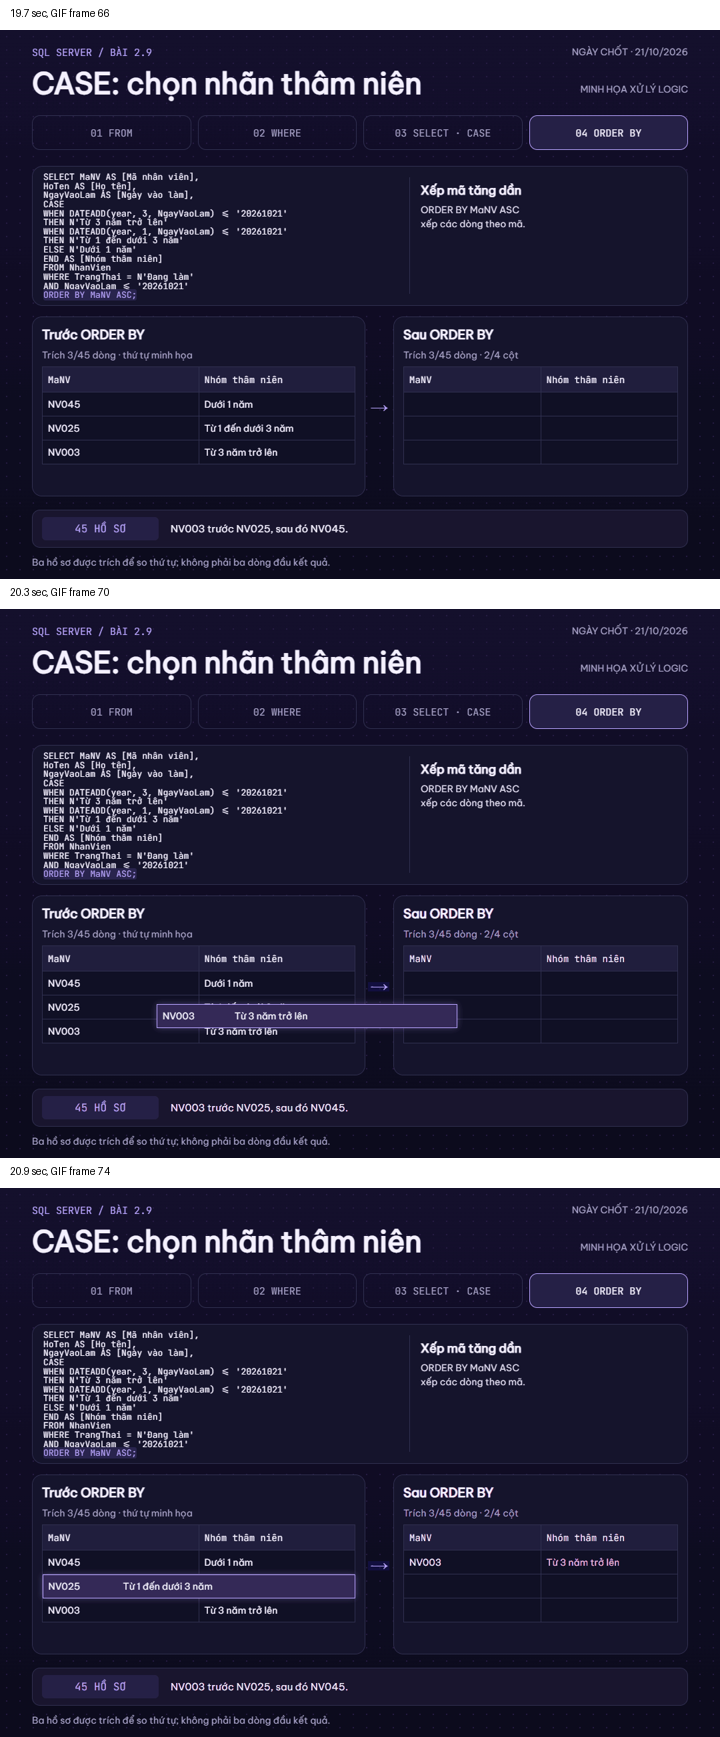 19.7 sec, GIF frame 66
SQL SERVER / BÀI 2.9
NGÀY CHỐT · 21/10/2026
CASE: chọn nhãn thâm niên
MINH HỌA XỬ LÝ LOGIC
01 FROM
02 WHERE
03 SELECT · CASE
04 ORDER BY
SELECT MaNV AS [Mã nhân viên],
HoTen AS [Họ tên],
NgayVaoLam AS [Ngày vào làm],
CASE
WHEN DATEADD(year, 3, NgayVaoLam) <= '20261021'
THEN N'Từ 3 năm trở lên'
WHEN DATEADD(year, 1, NgayVaoLam) <= '20261021'
THEN N'Từ 1 đến dưới 3 năm'
ELSE N'Dưới 1 năm'
END AS [Nhóm thâm niên]
FROM NhanVien
WHERE TrangThai = N'Đang làm'
AND NgayVaoLam <= '20261021'
ORDER BY MaNV ASC;
Xếp mã tăng dần
ORDER BY MaNV ASC
xếp các dòng theo mã.
Trước ORDER BY
Trích 3/45 dòng · thứ tự minh họa
MaNV
Nhóm thâm niên
NV045
Dưới 1 năm
NV025
Từ 1 đến dưới 3 năm
NV003
Từ 3 năm trở lên
→
Sau ORDER BY
Trích 3/45 dòng · 2/4 cột
MaNV
Nhóm thâm niên
45 HỒ SƠ
NV003 trước NV025, sau đó NV045.
Ba hồ sơ được trích để so thứ tự; không phải ba dòng đầu kết quả.
20.3 sec, GIF frame 70
SQL SERVER / BÀI 2.9
NGÀY CHỐT · 21/10/2026
CASE: chọn nhãn thâm niên
MINH HỌA XỬ LÝ LOGIC
01 FROM
02 WHERE
03 SELECT · CASE
04 ORDER BY
SELECT MaNV AS [Mã nhân viên],
HoTen AS [Họ tên],
NgayVaoLam AS [Ngày vào làm],
CASE
WHEN DATEADD(year, 3, NgayVaoLam) <= '20261021'
THEN N'Từ 3 năm trở lên'
WHEN DATEADD(year, 1, NgayVaoLam) <= '20261021'
THEN N'Từ 1 đến dưới 3 năm'
ELSE N'Dưới 1 năm'
END AS [Nhóm thâm niên]
FROM NhanVien
WHERE TrangThai = N'Đang làm'
AND NgayVaoLam <= '20261021'
ORDER BY MaNV ASC;
Xếp mã tăng dần
ORDER BY MaNV ASC
xếp các dòng theo mã.
Trước ORDER BY
Trích 3/45 dòng · thứ tự minh họa
MaNV
Nhóm thâm niên
NV045
Dưới 1 năm
NV025
NV003
Từ 3 năm trở lên
NV003
Từ 3 năm trở lên
→
Sau ORDER BY
Trích 3/45 dòng · 2/4 cột
MaNV
Nhóm thâm niên
45 HỒ SƠ
NV003 trước NV025, sau đó NV045.
Ba hồ sơ được trích để so thứ tự; không phải ba dòng đầu kết quả.
20.9 sec, GIF frame 74
SQL SERVER / BÀI 2.9
NGÀY CHỐT · 21/10/2026
CASE: chọn nhãn thâm niên
MINH HỌA XỬ LÝ LOGIC
01 FROM
02 WHERE
03 SELECT · CASE
04 ORDER BY
SELECT MaNV AS [Mã nhân viên],
HoTen AS [Họ tên],
NgayVaoLam AS [Ngày vào làm],
CASE
WHEN DATEADD(year, 3, NgayVaoLam) <= '20261021'
THEN N'Từ 3 năm trở lên'
WHEN DATEADD(year, 1, NgayVaoLam) <= '20261021'
THEN N'Từ 1 đến dưới 3 năm'
ELSE N'Dưới 1 năm'
END AS [Nhóm thâm niên]
FROM NhanVien
WHERE TrangThai = N'Đang làm'
AND NgayVaoLam <= '20261021'
ORDER BY MaNV ASC;
Xếp mã tăng dần
ORDER BY MaNV ASC
xếp các dòng theo mã.
Trước ORDER BY
Trích 3/45 dòng · thứ tự minh họa
MaNV
Nhóm thâm niên
NV045
Dưới 1 năm
NV025
Từ 1 đến dưới 3 năm
NV003
Từ 3 năm trở lên
→
Sau ORDER BY
Trích 3/45 dòng · 2/4 cột
MaNV
Nhóm thâm niên
NV003
Từ 3 năm trở lên
45 HỒ SƠ
NV003 trước NV025, sau đó NV045.
Ba hồ sơ được trích để so thứ tự; không phải ba dòng đầu kết quả.